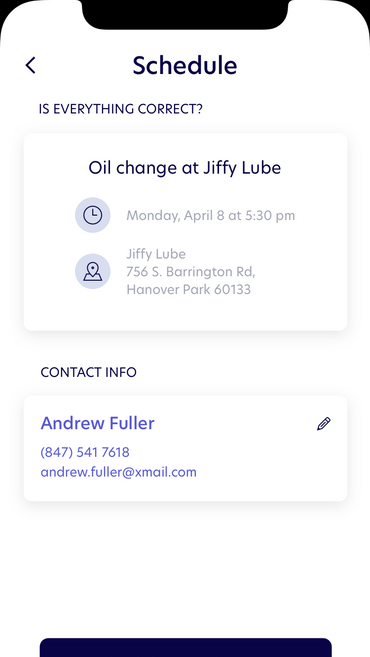 Schedule
IS EVERYTHING CORRECT?
Oil change at Jiffy Lube
Monday, April 8 at 5:30 pm
Jiffy Lube
756 S. Barrington Rd,
Hanover Park 60133
CONTACT INFO
Andrew Fuller
(847) 541 7618
andrew.fuller@xmail.com